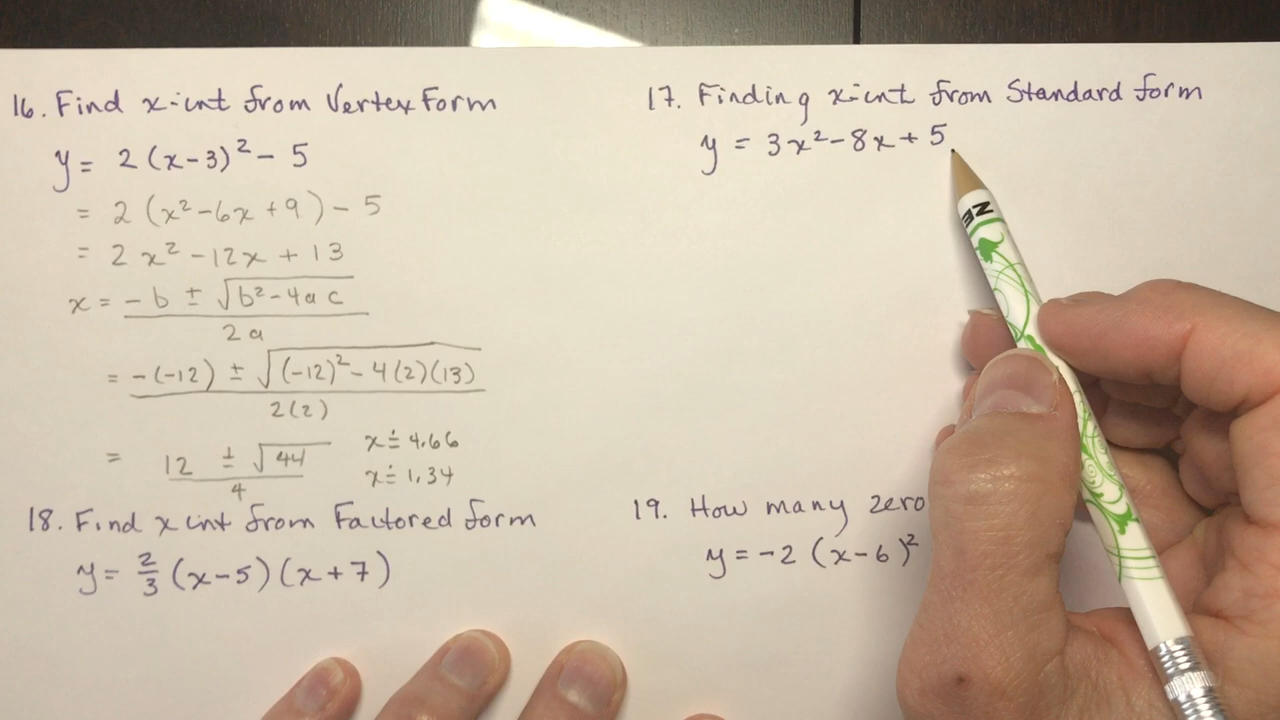 16. Find x-int from Vertex Form
y = 2(x-3)² - 5
= 2(x²-6x+9) - 5
= 2x² - 12x + 13
x = -b ± √b²-4ac
2a
= -(-12) ± √(-12)²-4(2)(13)
2(2)
= 12 ± √44 x ≐ 4.66
4 x ≐ 1.34
17. Finding x-int from Standard form
y = 3x² - 8x + 5
ZE
18. Find x int from Factored form
y = 2/3 (x-5)(x+7)
19. How many zero
y = -2(x-6)²